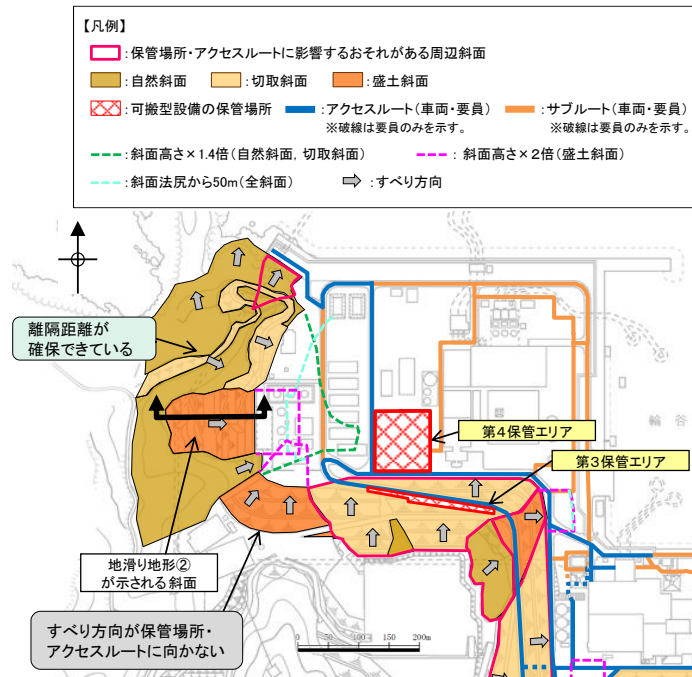 【凡例】
：保管場所・アクセスルートに影響するおそれがある周辺斜面
：自然斜面　：切取斜面　：盛土斜面
：可搬型設備の保管場所　：アクセスルート（車両・要員）　：サブルート（車両・要員）
※破線は要員のみを示す。　※破線は要員のみを示す。
：斜面高さ×1.4倍（自然斜面，切取斜面）　：斜面高さ×２倍（盛土斜面）
：斜面法尻から50m（全斜面）　：すべり方向
離隔距離が
確保できている
輪谷
第４保管エリア
第３保管エリア
地滑り地形②
が示される斜面
すべり方向が保管場所・
アクセスルートに向かない
0　50　100　150　200m